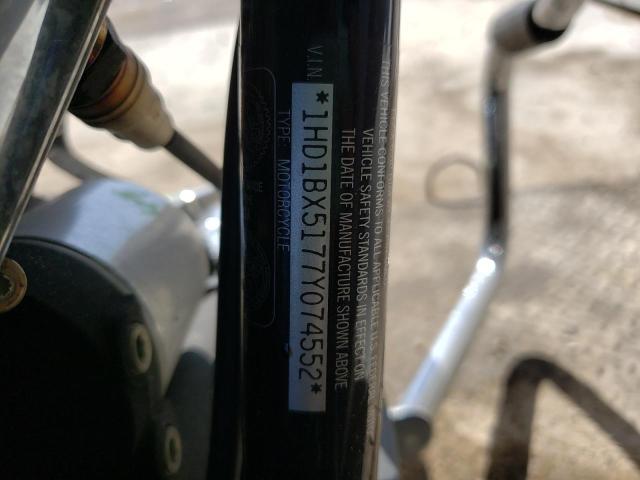 THIS VEHICLE CONFORMS TO ALL APPLICABLE U.S. FEDERAL
VEHICLE SAFETY STANDARDS IN EFFECT ON
THE DATE OF MANUFACTURE SHOWN ABOVE
V.I.N. *1HD1BX5177Y074552*
TYPE: MOTORCYCLE